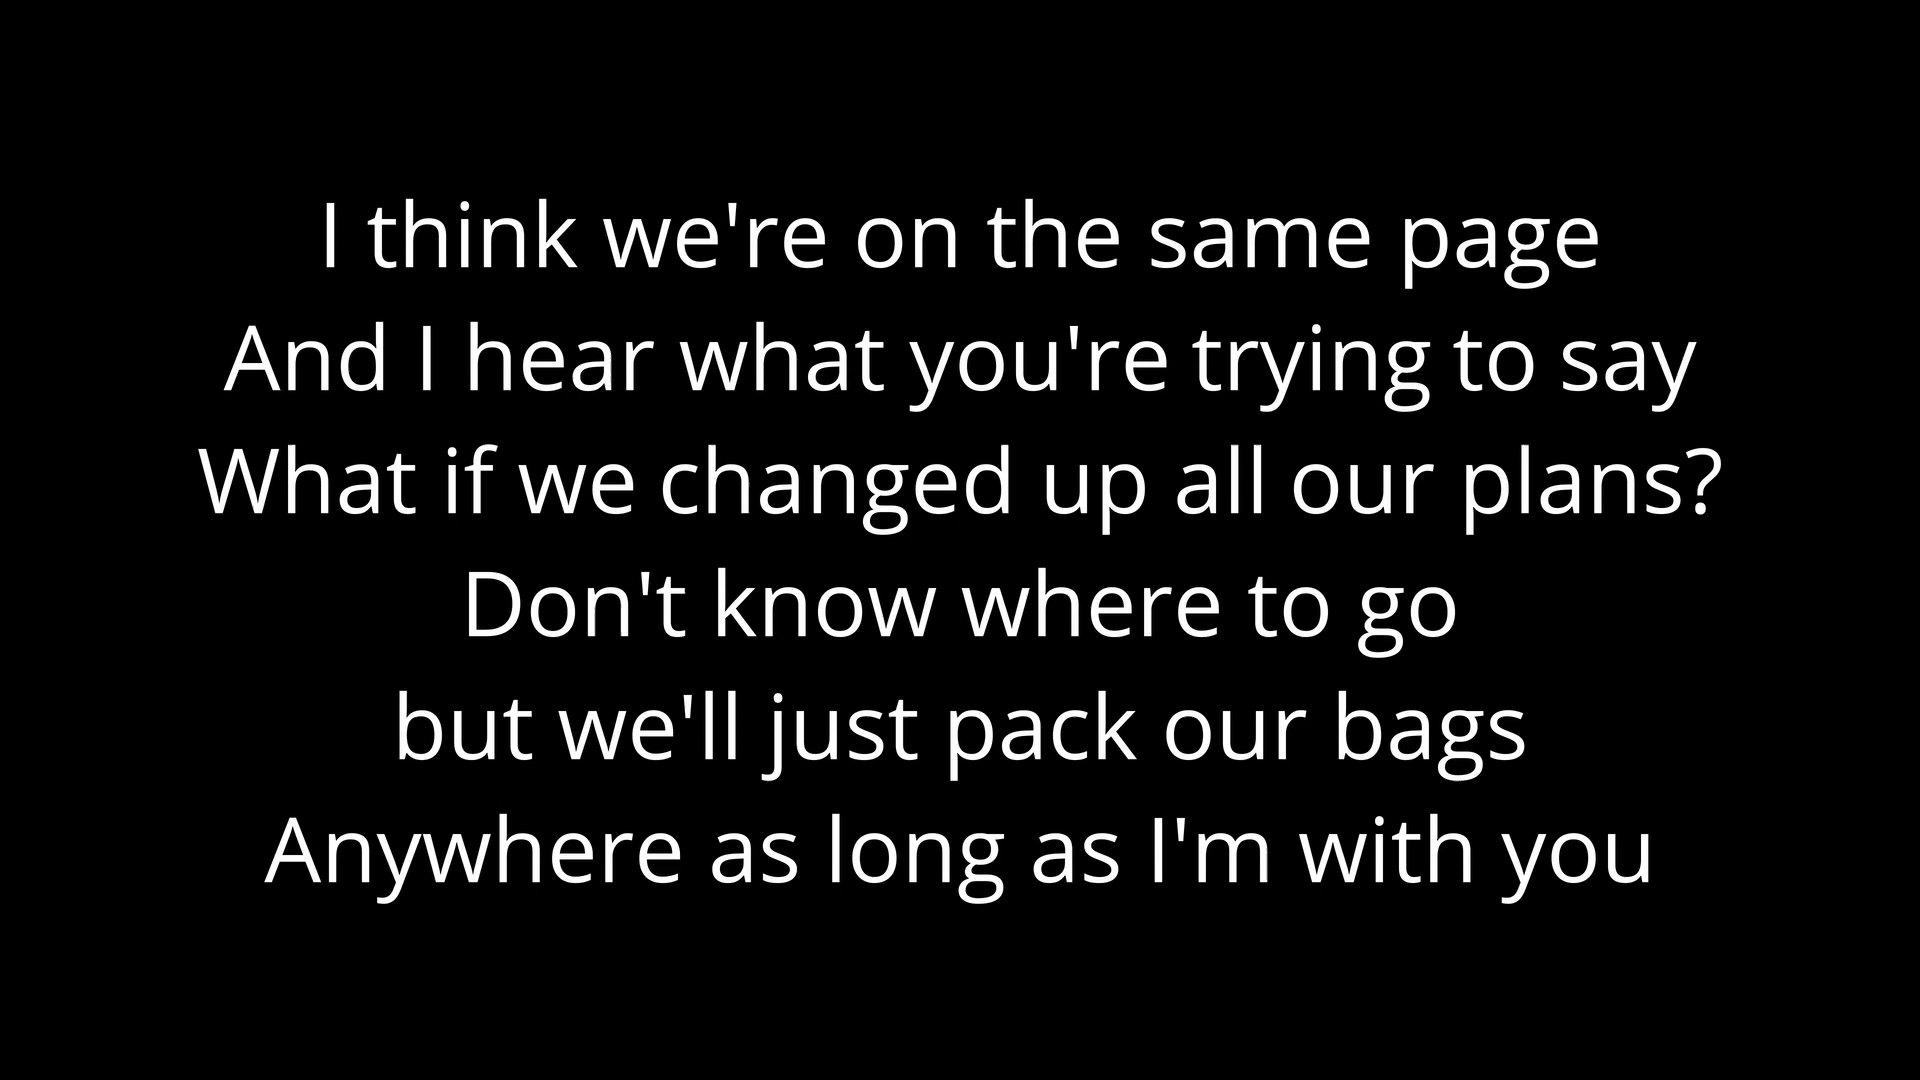 I think we're on the same page
And I hear what you're trying to say
What if we changed up all our plans?
Don't know where to go
but we'll just pack our bags
Anywhere as long as I'm with you